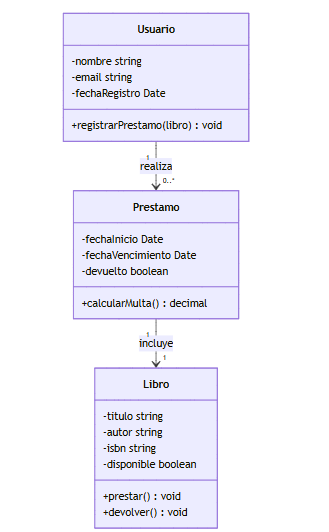 Usuario
-nombre string
-email string
-fechaRegistro Date
+registrarPrestamo(libro) : void
1
realiza
0..*
Prestamo
-fechaInicio Date
-fechaVencimiento Date
-devuelto boolean
+calcularMulta() : decimal
1
incluye
1
Libro
-titulo string
-autor string
-isbn string
-disponible boolean
+prestar() : void
+devolver() : void